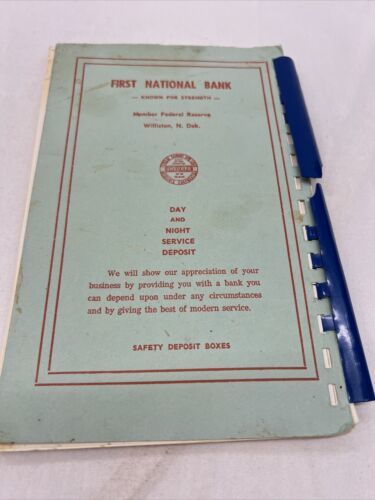 FIRST NATIONAL BANK
— KNOWN FOR STRENGTH —
Member Federal Reserve
Williston, N. Dak.
DAY
AND
NIGHT
SERVICE
DEPOSIT
We will show our appreciation of your
business by providing you with a bank you
can depend upon under any circumstances
and by giving the best of modern service.
SAFETY DEPOSIT BOXES